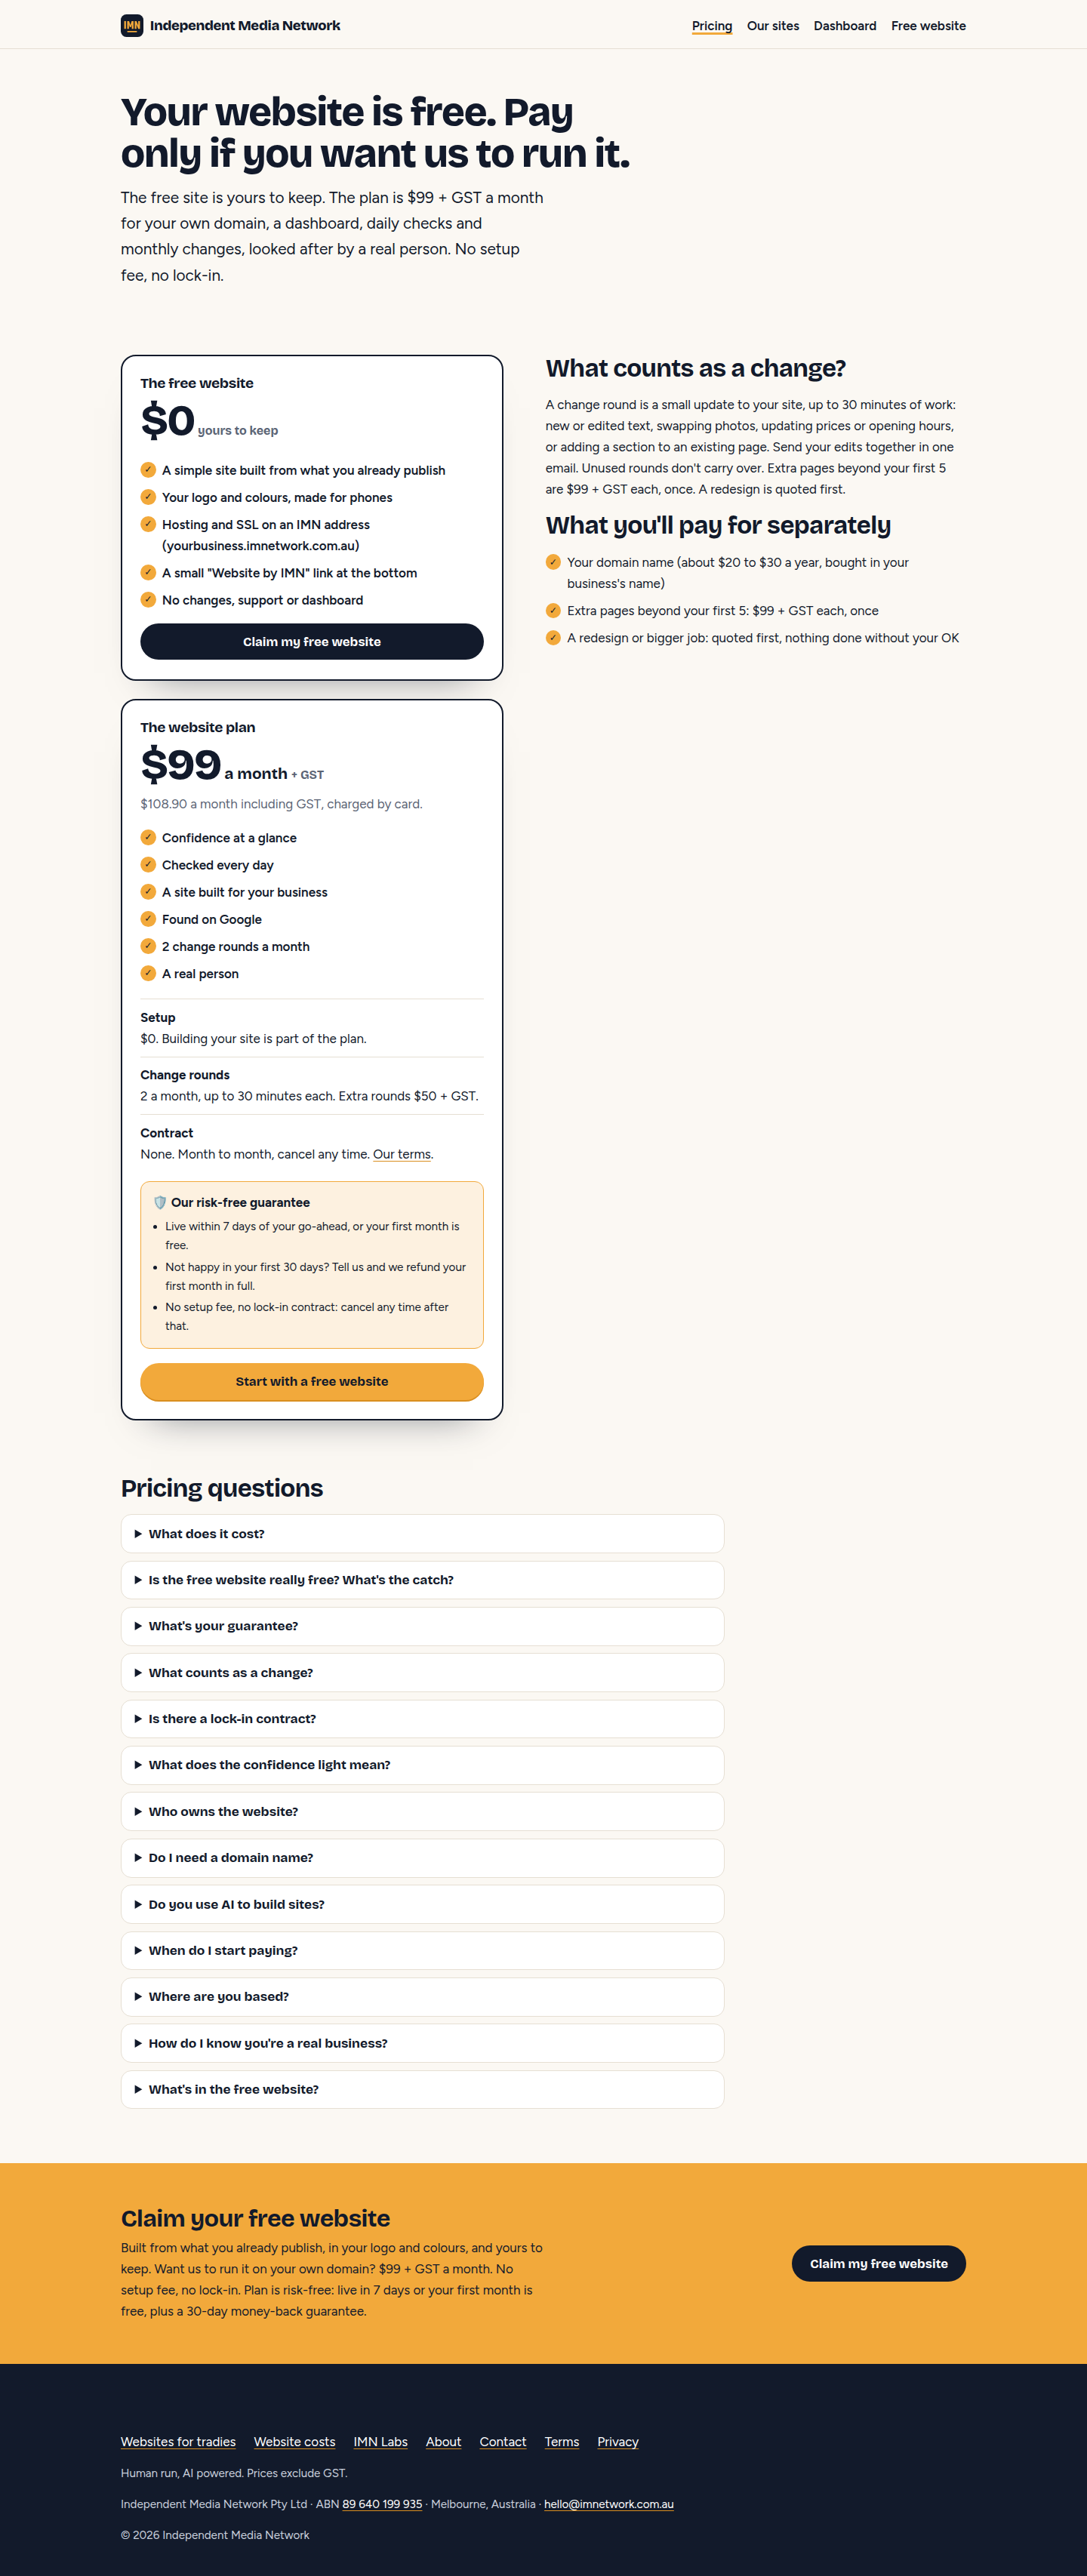 IMN Independent Media Network
Pricing Our sites Dashboard Free website
Your website is free. Pay
only if you want us to run it.
The free site is yours to keep. The plan is $99 + GST a month
for your own domain, a dashboard, daily checks and
monthly changes, looked after by a real person. No setup
fee, no lock-in.
The free website
$0 yours to keep
A simple site built from what you already publish
Your logo and colours, made for phones
Hosting and SSL on an IMN address
(yourbusiness.imnetwork.com.au)
A small "Website by IMN" link at the bottom
No changes, support or dashboard
Claim my free website
The website plan
$99 a month + GST
$108.90 a month including GST, charged by card.
Confidence at a glance
Checked every day
A site built for your business
Found on Google
2 change rounds a month
A real person
Setup
$0. Building your site is part of the plan.
Change rounds
2 a month, up to 30 minutes each. Extra rounds $50 + GST.
Contract
None. Month to month, cancel any time. Our terms.
Our risk-free guarantee
Live within 7 days of your go-ahead, or your first month is
free.
Not happy in your first 30 days? Tell us and we refund your
first month in full.
No setup fee, no lock-in contract: cancel any time after
that.
Start with a free website
What counts as a change?
A change round is a small update to your site, up to 30 minutes of work:
new or edited text, swapping photos, updating prices or opening hours,
or adding a section to an existing page. Send your edits together in one
email. Unused rounds don't carry over. Extra pages beyond your first 5
are $99 + GST each, once. A redesign is quoted first.
What you'll pay for separately
Your domain name (about $20 to $30 a year, bought in your
business's name)
Extra pages beyond your first 5: $99 + GST each, once
A redesign or bigger job: quoted first, nothing done without your OK
Pricing questions
What does it cost?
Is the free website really free? What's the catch?
What's your guarantee?
What counts as a change?
Is there a lock-in contract?
What does the confidence light mean?
Who owns the website?
Do I need a domain name?
Do you use AI to build sites?
When do I start paying?
Where are you based?
How do I know you're a real business?
What's in the free website?
Claim your free website
Built from what you already publish, in your logo and colours, and yours to
keep. Want us to run it on your own domain? $99 + GST a month. No
setup fee, no lock-in. Plan is risk-free: live in 7 days or your first month is
free, plus a 30-day money-back guarantee.
Claim my free website
Websites for tradies Website costs IMN Labs About Contact Terms Privacy
Human run, AI powered. Prices exclude GST.
Independent Media Network Pty Ltd · ABN 89 640 199 935 · Melbourne, Australia · hello@imnetwork.com.au
© 2026 Independent Media Network